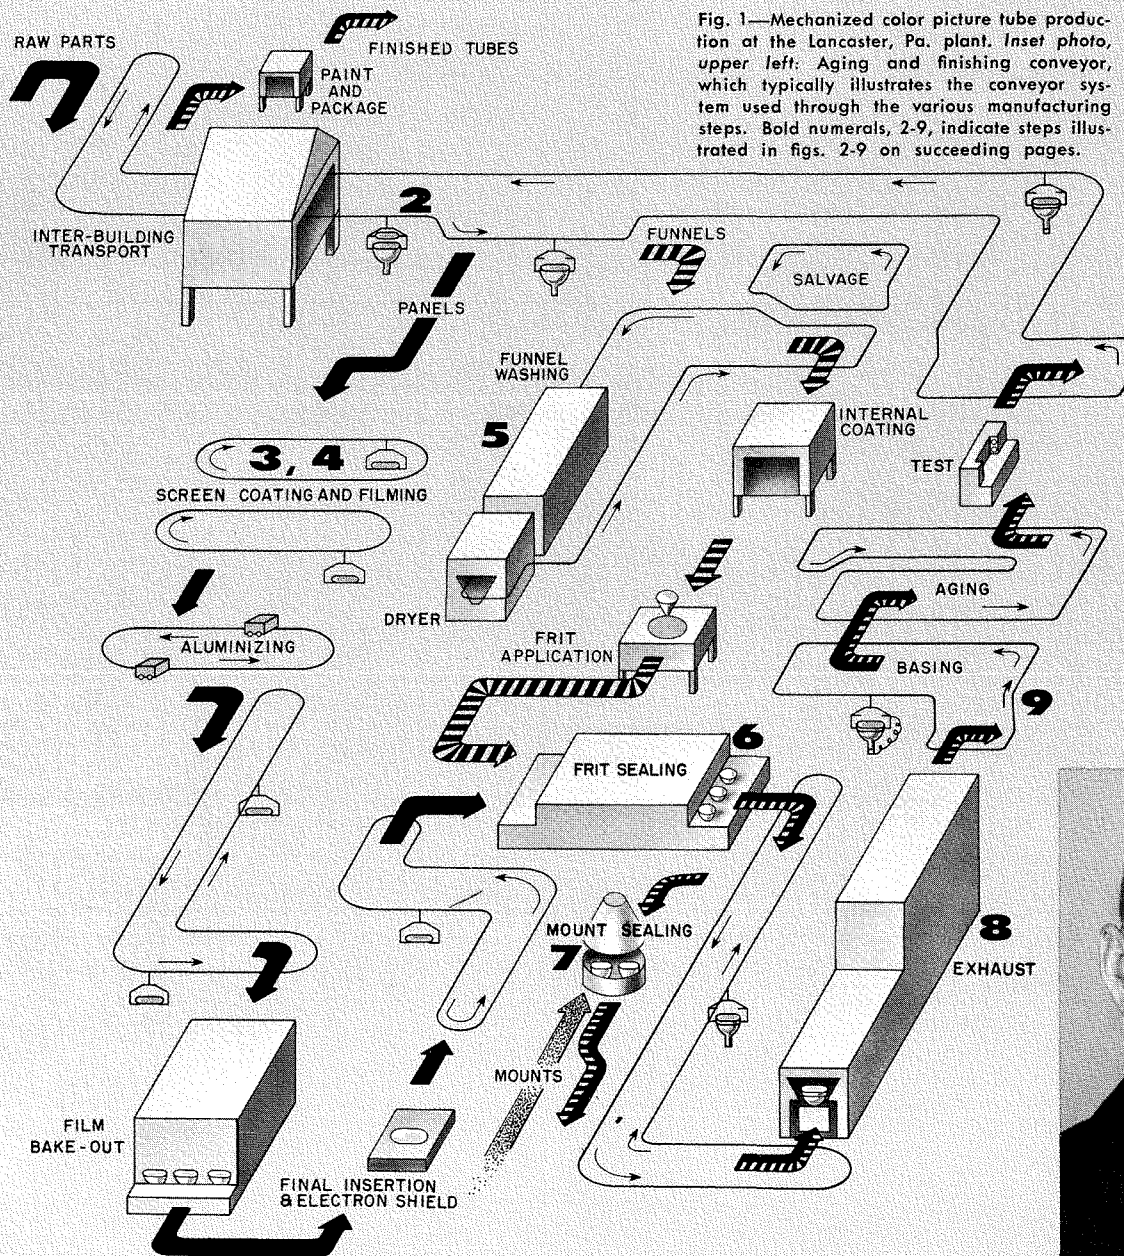 Fig. 1—Mechanized color picture tube produc-
tion at the Lancaster, Pa. plant. Inset photo,
upper left: Aging and finishing conveyor,
which typically illustrates the conveyor sys-
tem used through the various manufacturing
steps. Bold numerals, 2-9, indicate steps illus-
trated in figs. 2-9 on succeeding pages.
RAW PARTS
FINISHED TUBES
PAINT
AND
PACKAGE
2
INTER-BUILDING
TRANSPORT
FUNNELS
SALVAGE
PANELS
FUNNEL
WASHING
5
INTERNAL
COATING
3, 4
TEST
SCREEN COATING AND FILMING
AGING
DRYER
FRIT
APPLICATION
ALUMINIZING
BASING
9
6
FRIT SEALING
MOUNT SEALING
7
8
EXHAUST
MOUNTS
FILM
BAKE-OUT
FINAL INSERTION
& ELECTRON SHIELD